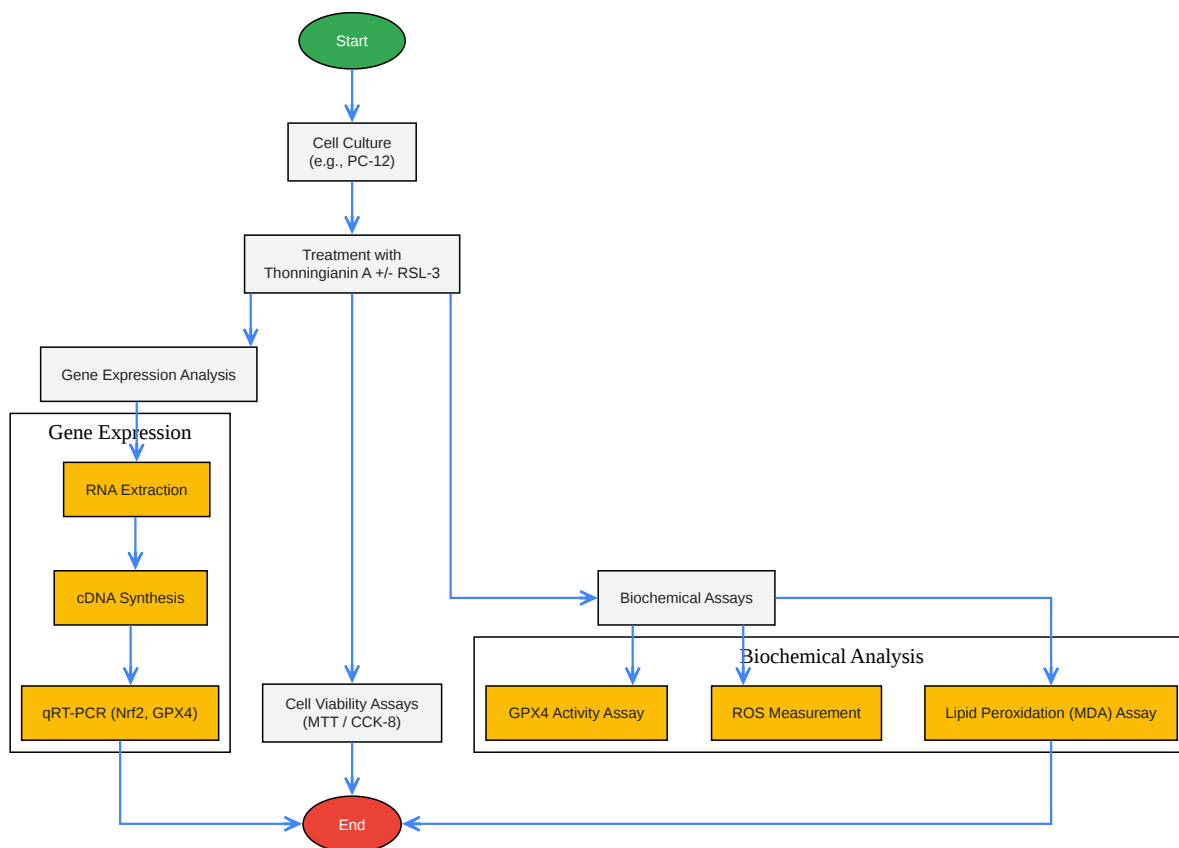 Start
Cell Culture
(e.g., PC-12)
Treatment with
Thonningianin A +/- RSL-3
Gene Expression Analysis
Gene Expression
RNA Extraction
cDNA Synthesis
qRT-PCR (Nrf2, GPX4)
Cell Viability Assays
(MTT / CCK-8)
Biochemical Assays
Biochemical Analysis
GPX4 Activity Assay
ROS Measurement
Lipid Peroxidation (MDA) Assay
End